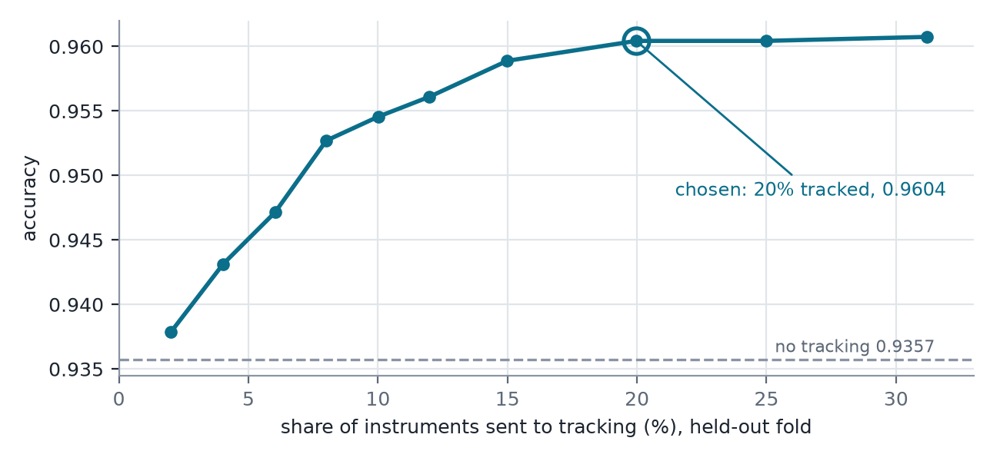 0.960
0.955
0.950
0.945
0.940
0.935
accuracy
chosen: 20% tracked, 0.9604
no tracking 0.9357
0 5 10 15 20 25 30
share of instruments sent to tracking (%), held-out fold